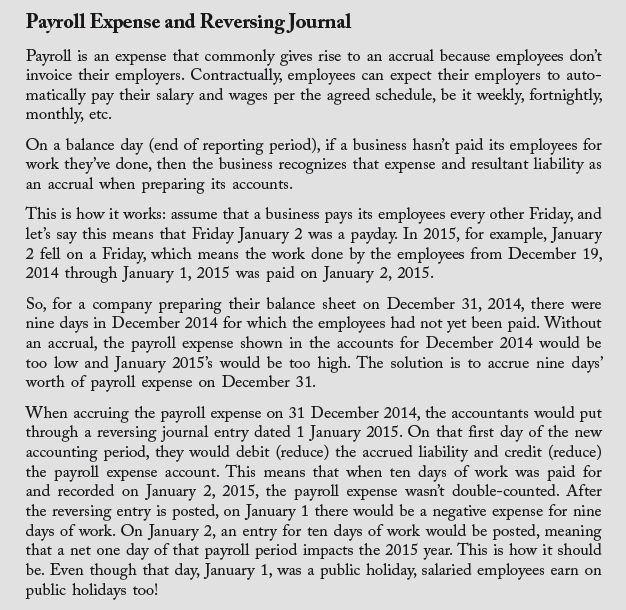 Payroll Expense and Reversing Journal
Payroll is an expense that commonly gives rise to an accrual because employees don't
invoice their employers. Contractually, employees can expect their employers to auto-
matically pay their salary and wages per the agreed schedule, be it weekly, fortnightly,
monthly, etc.
On a balance day (end of reporting period), if a business hasn't paid its employees for
work they've done, then the business recognizes that expense and resultant liability as
an accrual when preparing its accounts.
This is how it works: assume that a business pays its employees every other Friday, and
let's say this means that Friday January 2 was a payday. In 2015, for example, January
2 fell on a Friday, which means the work done by the employees from December 19,
2014 through January 1, 2015 was paid on January 2, 2015.
So, for a company preparing their balance sheet on December 31, 2014, there were
nine days in December 2014 for which the employees had not yet been paid. Without
an accrual, the payroll expense shown in the accounts for December 2014 would be
too low and January 2015's would be too high. The solution is to accrue nine days'
worth of payroll expense on December 31.
When accruing the payroll expense on 31 December 2014, the accountants would put
through a reversing journal entry dated 1 January 2015. On that first day of the new
accounting period, they would debit (reduce) the accrued liability and credit (reduce)
the payroll expense account. This means that when ten days of work was paid for
and recorded on January 2, 2015, the payroll expense wasn't double-counted. After
the reversing entry is posted, on January 1 there would be a negative expense for nine
days of work. On January 2, an entry for ten days of work would be posted, meaning
that a net one day of that payroll period impacts the 2015 year. This is how it should
be. Even though that day, January 1, was a public holiday, salaried employees earn on
public holidays too!